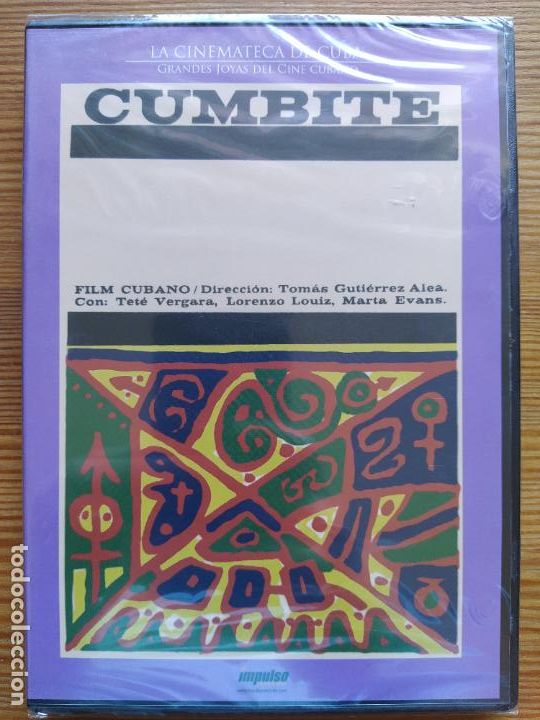 LA CINEMATECA DE CUBA
GRANDES JOYAS DEL CINE CUBANO
CUMBITE
FILM CUBANO / Dirección: Tomás Gutiérrez Alea.
Con: Teté Vergara, Lorenzo Louiz, Marta Evans.
impulso
todocoleccion